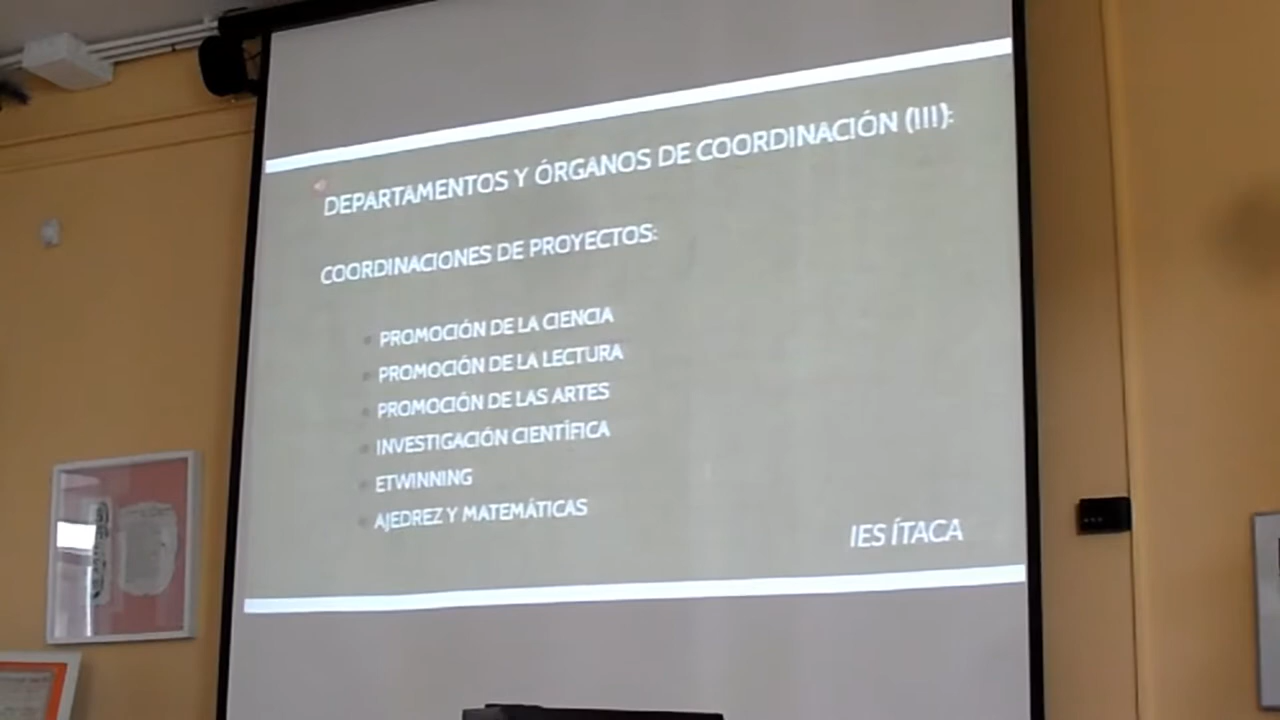 DEPARTAMENTOS Y ÓRGANOS DE COORDINACIÓN (III):
COORDINACIONES DE PROYECTOS:
PROMOCIÓN DE LA CIENCIA
PROMOCIÓN DE LA LECTURA
PROMOCIÓN DE LAS ARTES
INVESTIGACIÓN CIENTÍFICA
ETWINNING
AJEDREZ Y MATEMÁTICAS
IES ÍTACA